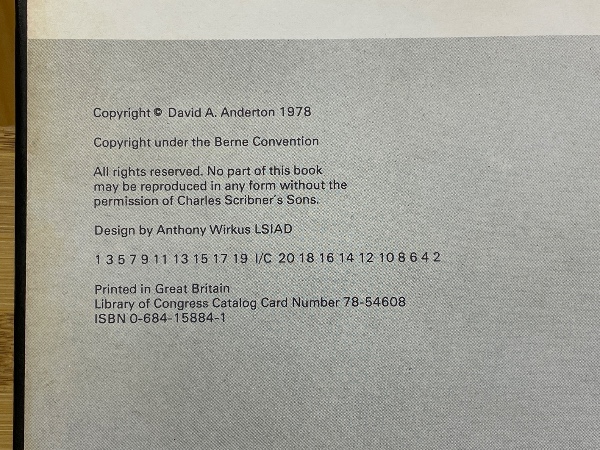 Copyright © David A. Anderton 1978
Copyright under the Berne Convention
All rights reserved. No part of this book
may be reproduced in any form without the
permission of Charles Scribner's Sons.
Design by Anthony Wirkus LSIAD
1 3 5 7 9 11 13 15 17 19 I/C 20 18 16 14 12 10 8 6 4 2
Printed in Great Britain
Library of Congress Catalog Card Number 78-54608
ISBN 0-684-15884-1